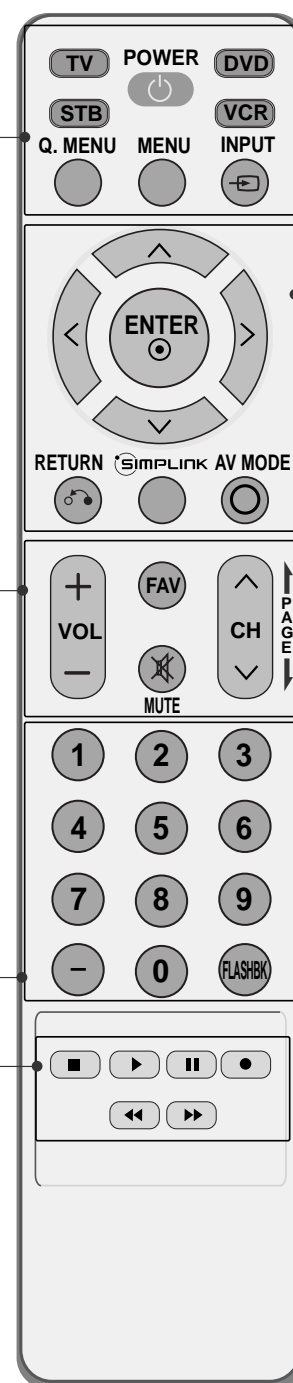 TV POWER DVD
STB VCR
Q. MENU MENU INPUT
ENTER
RETURN SIMPLINK AV MODE
FAV
VOL CH
PAGE
MUTE
1 2 3
4 5 6
7 8 9
– 0 FLASHBK